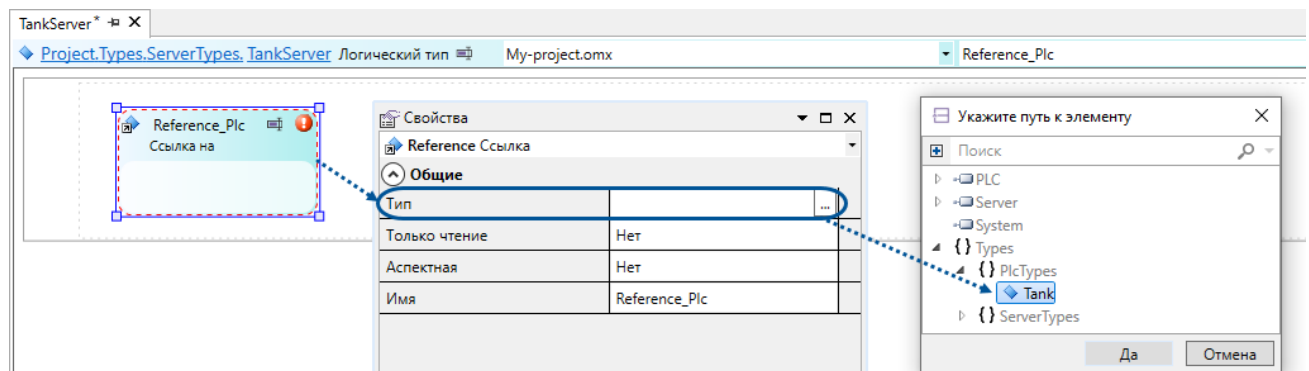 TankServer*
Project.Types.ServerTypes. TankServer Логический тип My-project.omx Reference_Plc
Reference_Plc
Ссылка на
Свойства
Reference Ссылка
Общие
Тип ...
Только чтение Нет
Аспектная Нет
Имя Reference_Plc
Укажите путь к элементу
Поиск
PLC
Server
System
{} Types
{} PlcTypes
Tank
{} ServerTypes
Да Отмена